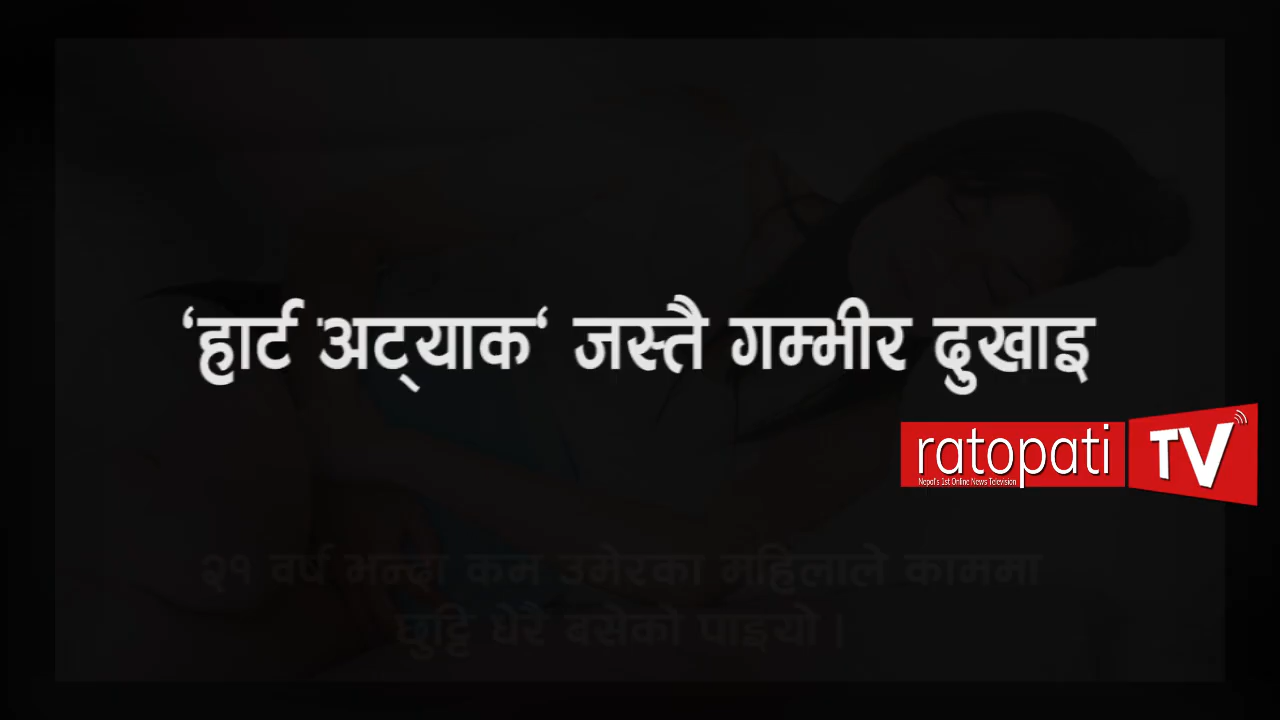 ‘हार्ट अट्याक‘ जस्तै गम्भीर दुखाइ
ratopati TV
Nepal's 1st Online News Television
२१ वर्ष भन्दा कम उमेरका महिलाले काममा
छुट्टि धेरै बसेको पाइयो।